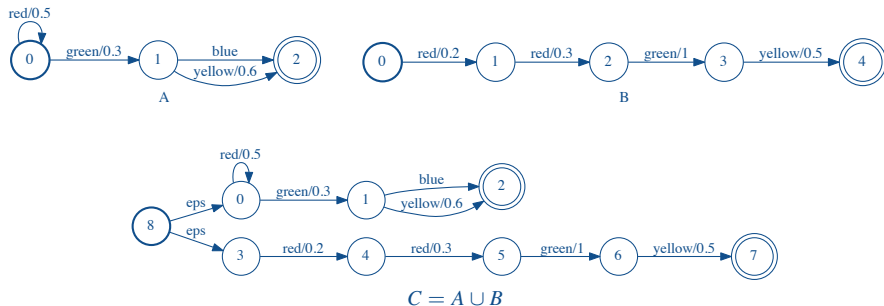 red/0.5
0 green/0.3 1 blue 2
yellow/0.6
A
0 red/0.2 1 red/0.3 2 green/1 3 yellow/0.5 4
B
red/0.5
eps 0 green/0.3 1 blue 2
yellow/0.6
8
eps 3 red/0.2 4 red/0.3 5 green/1 6 yellow/0.5 7
C = A ∪ B